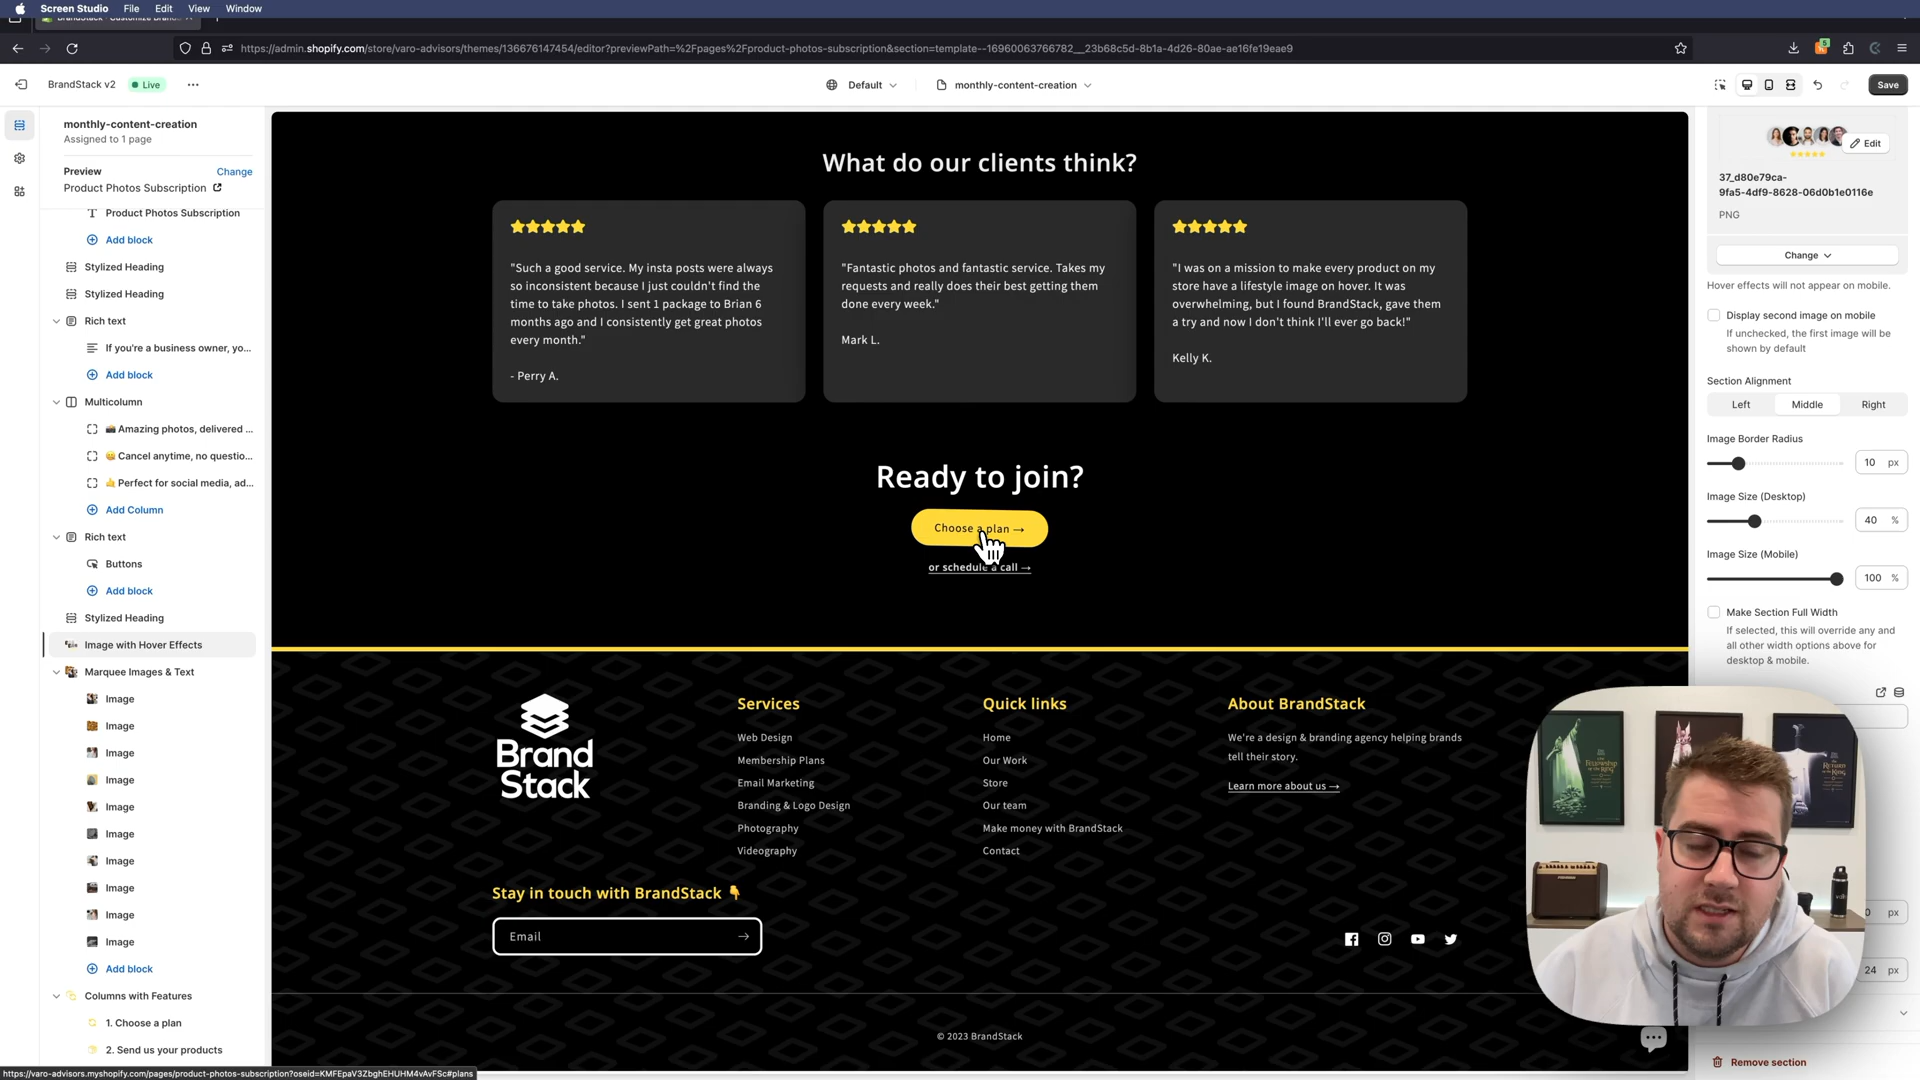 Screen Studio File Edit View Window
https://admin.shopify.com/store/varo-advisors/themes/136676147454/editor?previewPath=%2Fpages%2Fproduct-photos-subscription&section=template--16960063766782__23b68c5d-8b1a-4d26-80ae-ae16fe19eae9
5
BrandStack v2
Live
Default
monthly-content-creation
Save
monthly-content-creation
Assigned to 1 page
Preview
Change
Product Photos Subscription
Product Photos Subscription
Add block
Stylized Heading
Stylized Heading
Rich text
If you're a business owner, yo...
Add block
Multicolumn
📸 Amazing photos, delivered ...
😄 Cancel anytime, no questio...
🤙 Perfect for social media, ad...
Add Column
Rich text
Buttons
Add block
Stylized Heading
Image with Hover Effects
Marquee Images & Text
Image
Image
Image
Image
Image
Image
Image
Image
Image
Image
Add block
Columns with Features
1. Choose a plan
2. Send us your products
What do our clients think?
"Such a good service. My insta posts were always
so inconsistent because I just couldn't find the
time to take photos. I sent 1 package to Brian 6
months ago and I consistently get great photos
every month."
- Perry A.
"Fantastic photos and fantastic service. Takes my
requests and really does their best getting them
done every week."
Mark L.
"I was on a mission to make every product on my
store have a lifestyle image on hover. It was
overwhelming, but I found BrandStack, gave them
a try and now I don't think I'll ever go back!"
Kelly K.
Ready to join?
Choose a plan →
or schedule a call →
Brand
Stack
Services
Web Design
Membership Plans
Email Marketing
Branding & Logo Design
Photography
Videography
Quick links
Home
Our Work
Store
Our team
Make money with BrandStack
Contact
About BrandStack
We're a design & branding agency helping brands
tell their story.
Learn more about us →
Stay in touch with BrandStack 👇
Email
© 2023 BrandStack
Edit
37_d80e79ca-
9fa5-4df9-8628-06d0b1e0116e
PNG
Change
Hover effects will not appear on mobile.
Display second image on mobile
If unchecked, the first image will be
shown by default
Section Alignment
Left Middle Right
Image Border Radius
10 px
Image Size (Desktop)
40 %
Image Size (Mobile)
100 %
Make Section Full Width
If selected, this will override any and
all other width options above for
desktop & mobile.
px
24 px
Remove section
https://varo-advisors.myshopify.com/pages/product-photos-subscription?oseid=KMFEpaV3ZbghEHUHM4vAvFSc#plans